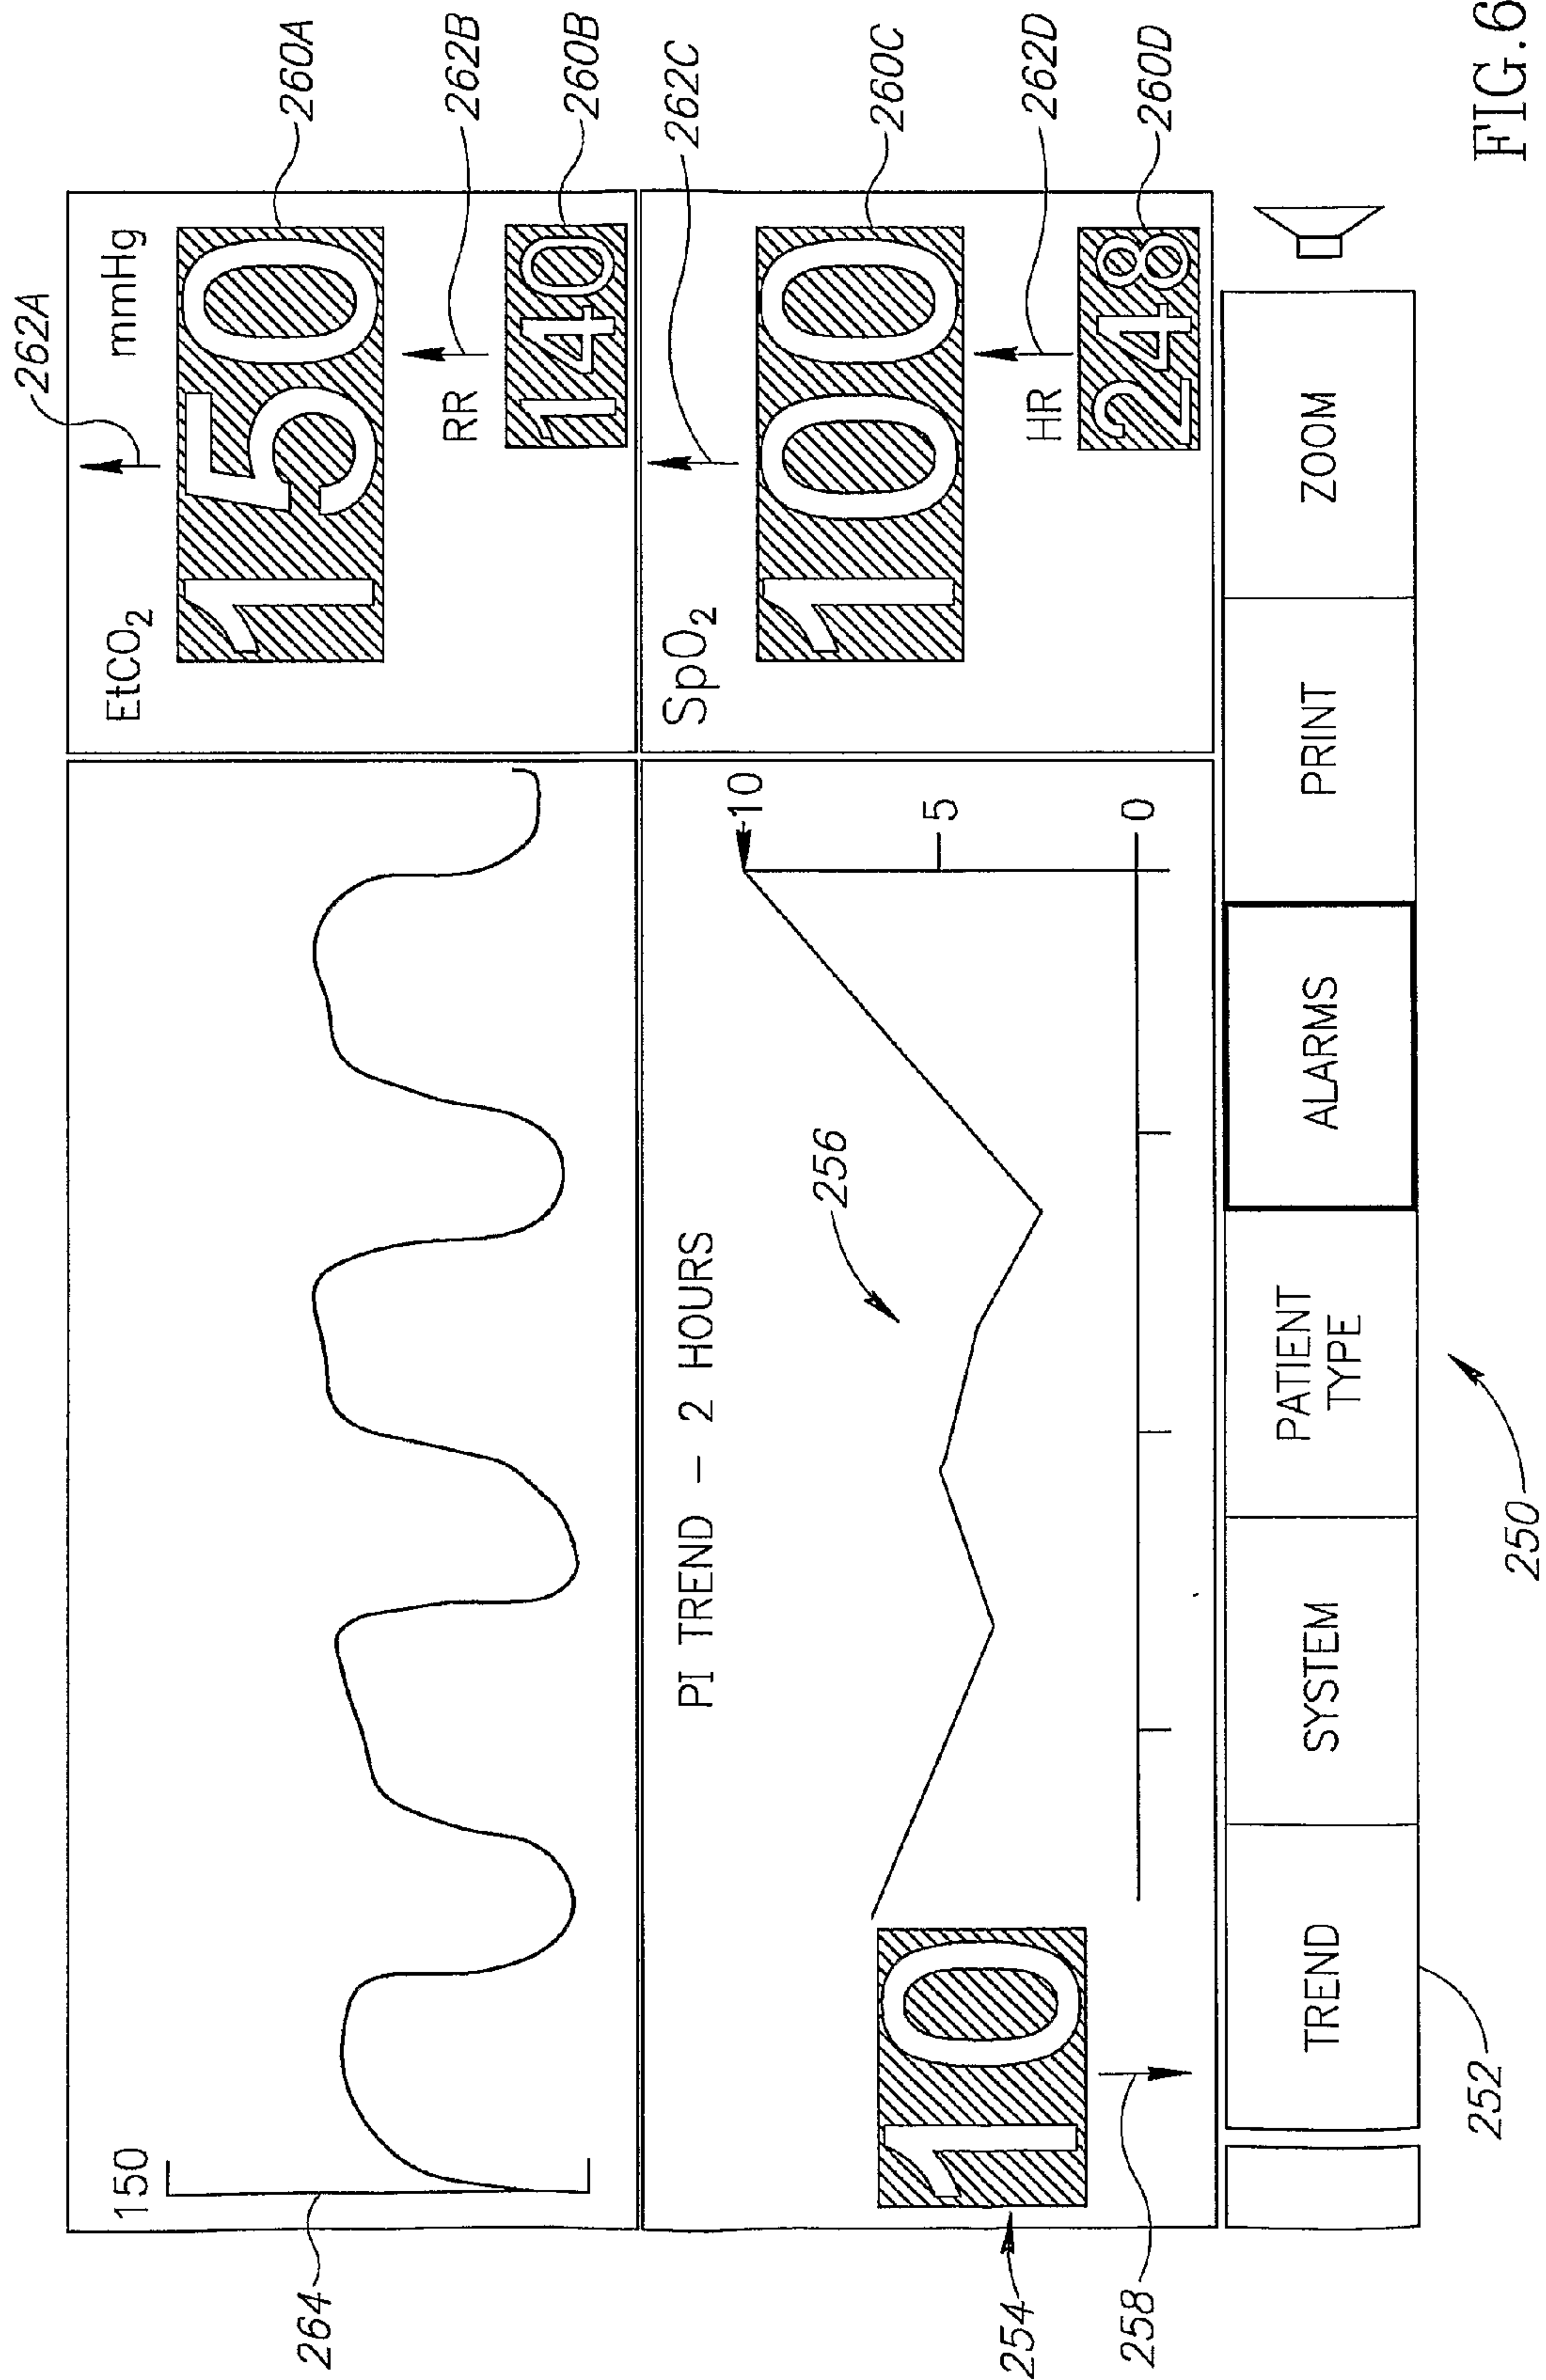 262A
150
EtCO2
mmHg
150
260A
264
RR
262B
140
260B
262C
PI TREND – 2 HOURS
SpO2
10
100
260C
256
5
254
10
HR
262D
258
0
248
260D
252
TREND
SYSTEM
PATIENT
TYPE
ALARMS
PRINT
ZOOM
250
FIG.6